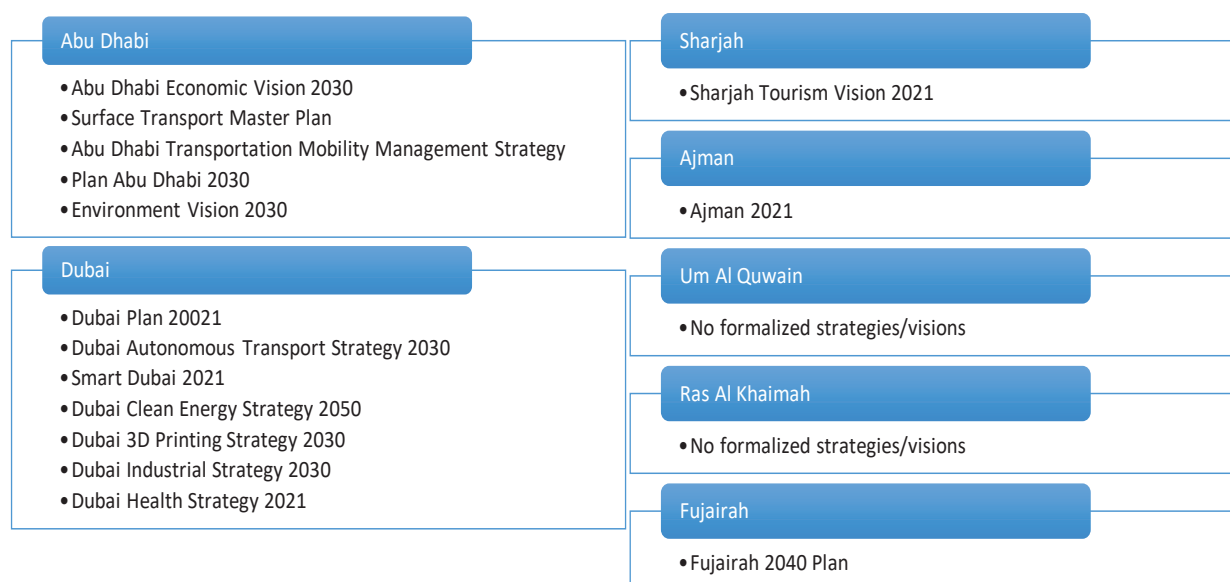 Abu Dhabi
•Abu Dhabi Economic Vision 2030
•Surface Transport Master Plan
•Abu Dhabi Transportation Mobility Management Strategy
•Plan Abu Dhabi 2030
•Environment Vision 2030
Dubai
•Dubai Plan 20021
•Dubai Autonomous Transport Strategy 2030
•Smart Dubai 2021
•Dubai Clean Energy Strategy 2050
•Dubai 3D Printing Strategy 2030
•Dubai Industrial Strategy 2030
•Dubai Health Strategy 2021
Sharjah
•Sharjah Tourism Vision 2021
Ajman
•Ajman 2021
Um Al Quwain
•No formalized strategies/visions
Ras Al Khaimah
•No formalized strategies/visions
Fujairah
•Fujairah 2040 Plan